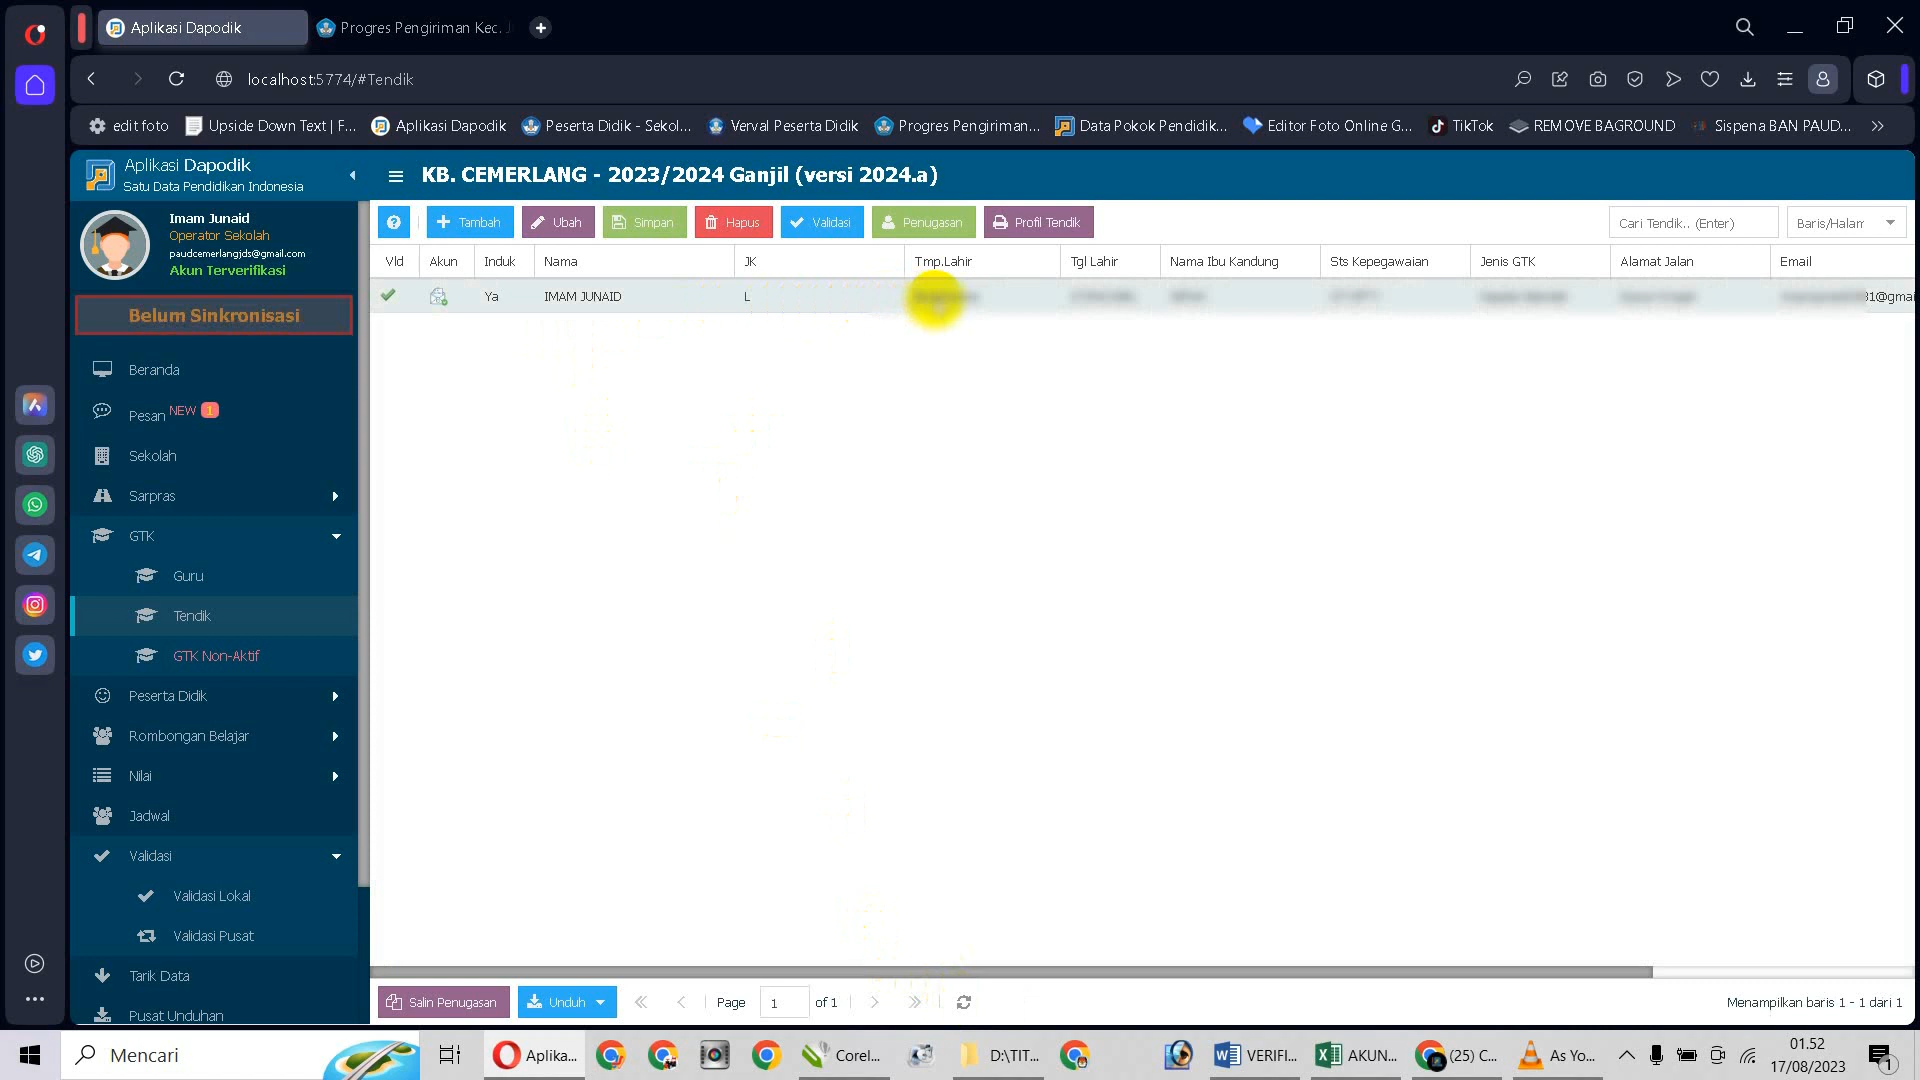 Aplikasi Dapodik
Progres Pengiriman Kec. J
localhost:5774/#Tendik
edit foto
Upside Down Text | F...
Aplikasi Dapodik
Peserta Didik - Sekol...
Verval Peserta Didik
Progres Pengiriman...
Data Pokok Pendidik...
Editor Foto Online G...
TikTok
REMOVE BAGROUND
Sispena BAN PAUD...
Aplikasi Dapodik
Satu Data Pendidikan Indonesia
KB. CEMERLANG - 2023/2024 Ganjil (versi 2024.a)
Imam Junaid
Operator Sekolah
paudcemerlangjds@gmail.com
Akun Terverifikasi
Belum Sinkronisasi
Tambah
Ubah
Simpan
Hapus
Validasi
Penugasan
Profil Tendik
Cari Tendik.. (Enter)
Baris/Halam
Vld
Akun
Induk
Nama
JK
Tmp.Lahir
Tgl Lahir
Nama Ibu Kandung
Sts Kepegawaian
Jenis GTK
Alamat Jalan
Email
Ya
IMAM JUNAID
L
31@gmai
Beranda
Pesan NEW 1
Sekolah
Sarpras
GTK
Guru
Tendik
GTK Non-Aktif
Peserta Didik
Rombongan Belajar
Nilai
Jadwal
Validasi
Validasi Lokal
Validasi Pusat
Tarik Data
Pusat Unduhan
Salin Penugasan
Unduh
Page 1 of 1
Menampilkan baris 1 - 1 dari 1
Mencari
Aplika...
Corel...
D:\TIT...
VERIFI...
AKUN...
(25) C...
As Yo...
01.52
17/08/2023
1